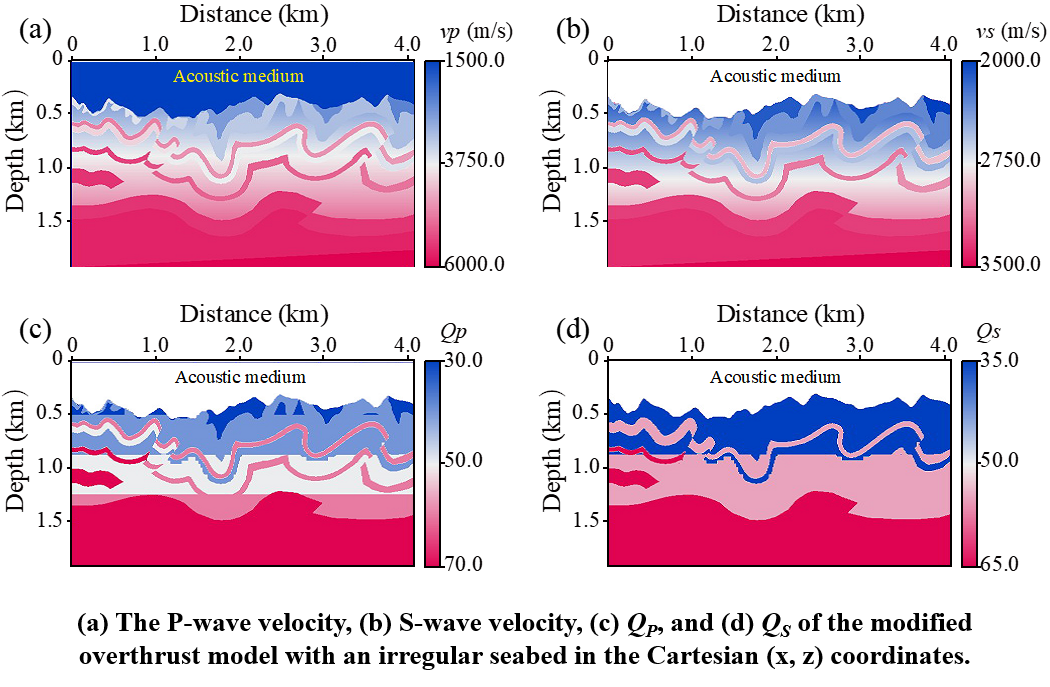 Distance (km)
(a)
vp (m/s)
0 1.0 2.0 3.0 4.0
Depth (km)
0
0.5
1.0
1.5
Acoustic medium
1500.0
3750.0
6000.0
Distance (km)
(b)
vs (m/s)
0 1.0 2.0 3.0 4.0
Depth (km)
0
0.5
1.0
1.5
Acoustic medium
2000.0
2750.0
3500.0
Distance (km)
(c)
Qp
0 1.0 2.0 3.0 4.0
Depth (km)
0
0.5
1.0
1.5
Acoustic medium
30.0
50.0
70.0
Distance (km)
(d)
Qs
0 1.0 2.0 3.0 4.0
Depth (km)
0
0.5
1.0
1.5
Acoustic medium
35.0
50.0
65.0
(a) The P-wave velocity, (b) S-wave velocity, (c) QP, and (d) QS of the modified
overthrust model with an irregular seabed in the Cartesian (x, z) coordinates.